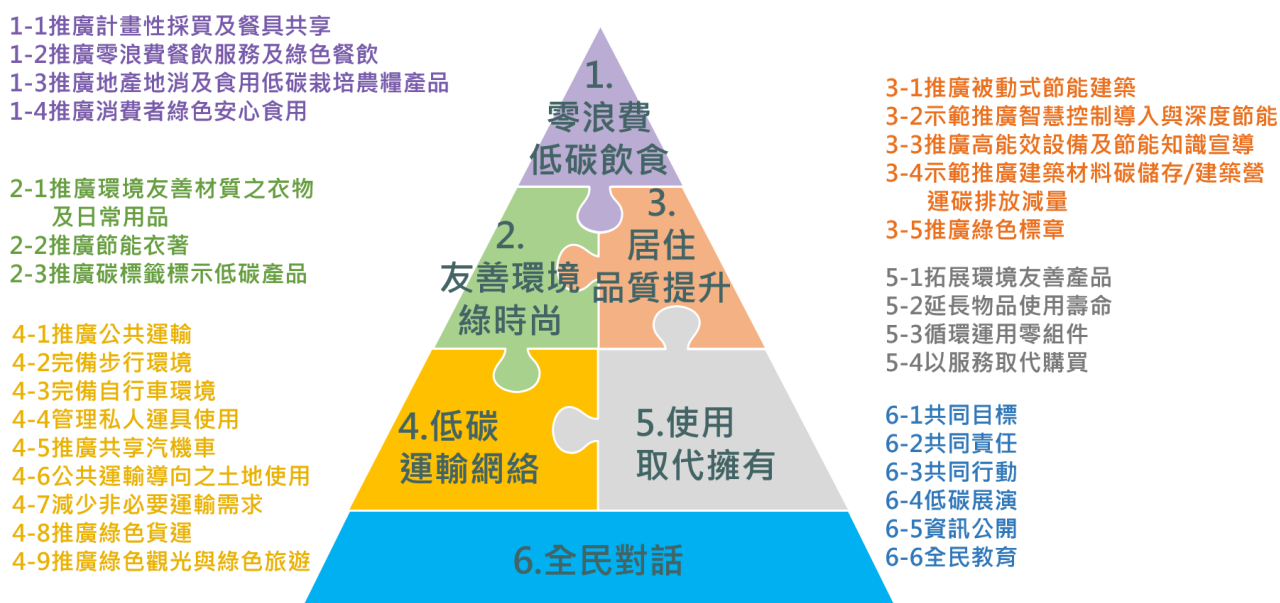 1-1推廣計畫性採買及餐具共享
1-2推廣零浪費餐飲服務及綠色餐飲
1-3推廣地產地消及食用低碳栽培農糧產品
1-4推廣消費者綠色安心食用
2-1推廣環境友善材質之衣物
及日常用品
2-2推廣節能衣著
2-3推廣碳標籤標示低碳產品
4-1推廣公共運輸
4-2完備步行環境
4-3完備自行車環境
4-4管理私人運具使用
4-5推廣共享汽機車
4-6公共運輸導向之土地使用
4-7減少非必要運輸需求
4-8推廣綠色貨運
4-9推廣綠色觀光與綠色旅遊
1.
零浪費
低碳飲食
2.
友善環境
綠時尚
3.
居住
品質提升
4.低碳
運輸網絡
5.使用
取代擁有
6.全民對話
3-1推廣被動式節能建築
3-2示範推廣智慧控制導入與深度節能
3-3推廣高能效設備及節能知識宣導
3-4示範推廣建築材料碳儲存/建築營
運碳排放減量
3-5推廣綠色標章
5-1拓展環境友善產品
5-2延長物品使用壽命
5-3循環運用零組件
5-4以服務取代購買
6-1共同目標
6-2共同責任
6-3共同行動
6-4低碳展演
6-5資訊公開
6-6全民教育